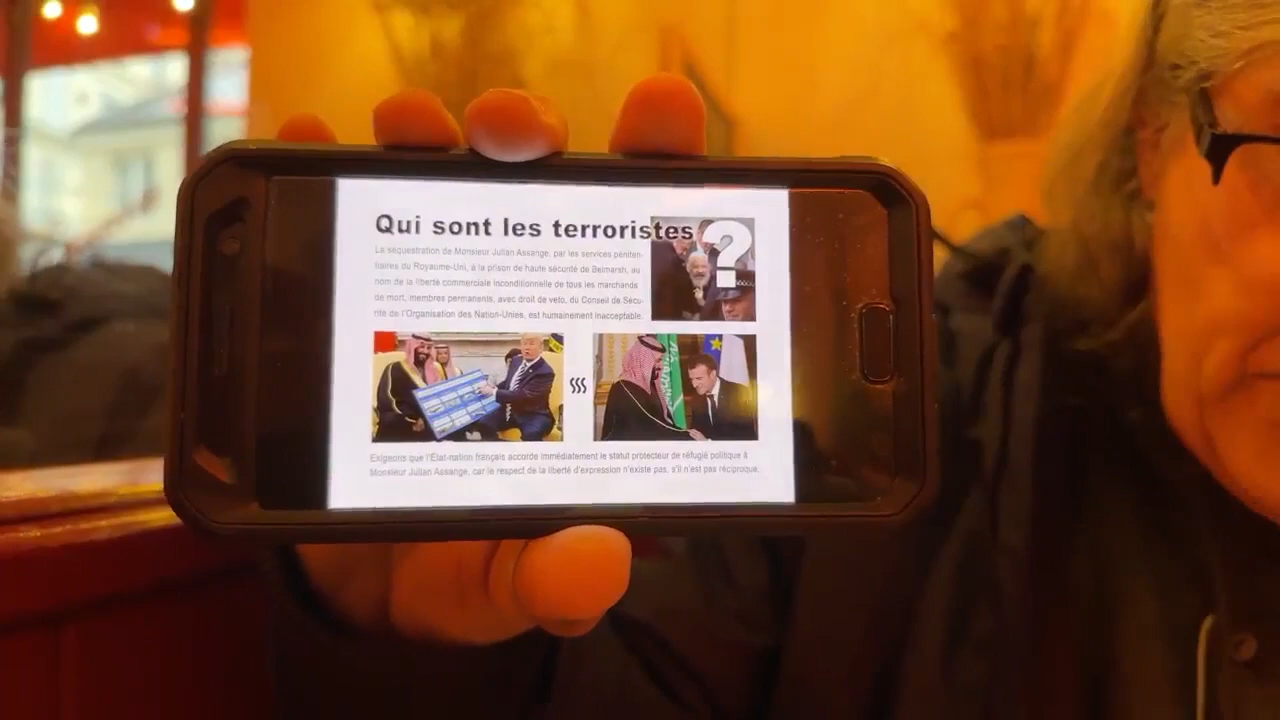 Qui sont les terroristes ?
La séquestration de Monsieur Julian Assange, par les services péniten-
tiaires du Royaume-Uni, à la prison de haute sécurité de Belmarsh, au
nom de la liberté commerciale inconditionnelle de tous les marchands
de mort, membres permanents, avec droit de veto, du Conseil de Sécu-
rité de l'Organisation des Nation-Unies, est humainement inacceptable.
$$$
Exigeons que l'État-nation français accorde immédiatement le statut protecteur de réfugié politique à
Monsieur Julian Assange, car le respect de la liberté d'expression n'existe pas, s'il n'est pas réciproque.